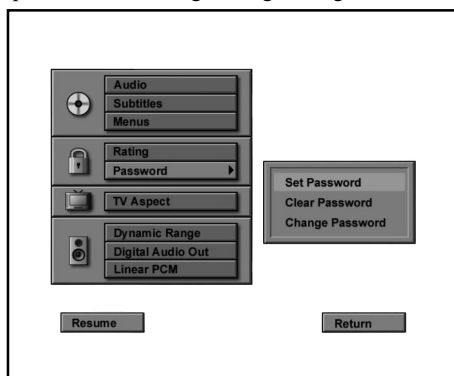 Audio
Subtitles
Menus
Rating
Password
TV Aspect
Dynamic Range
Digital Audio Out
Linear PCM
Set Password
Clear Password
Change Password
Resume
Return